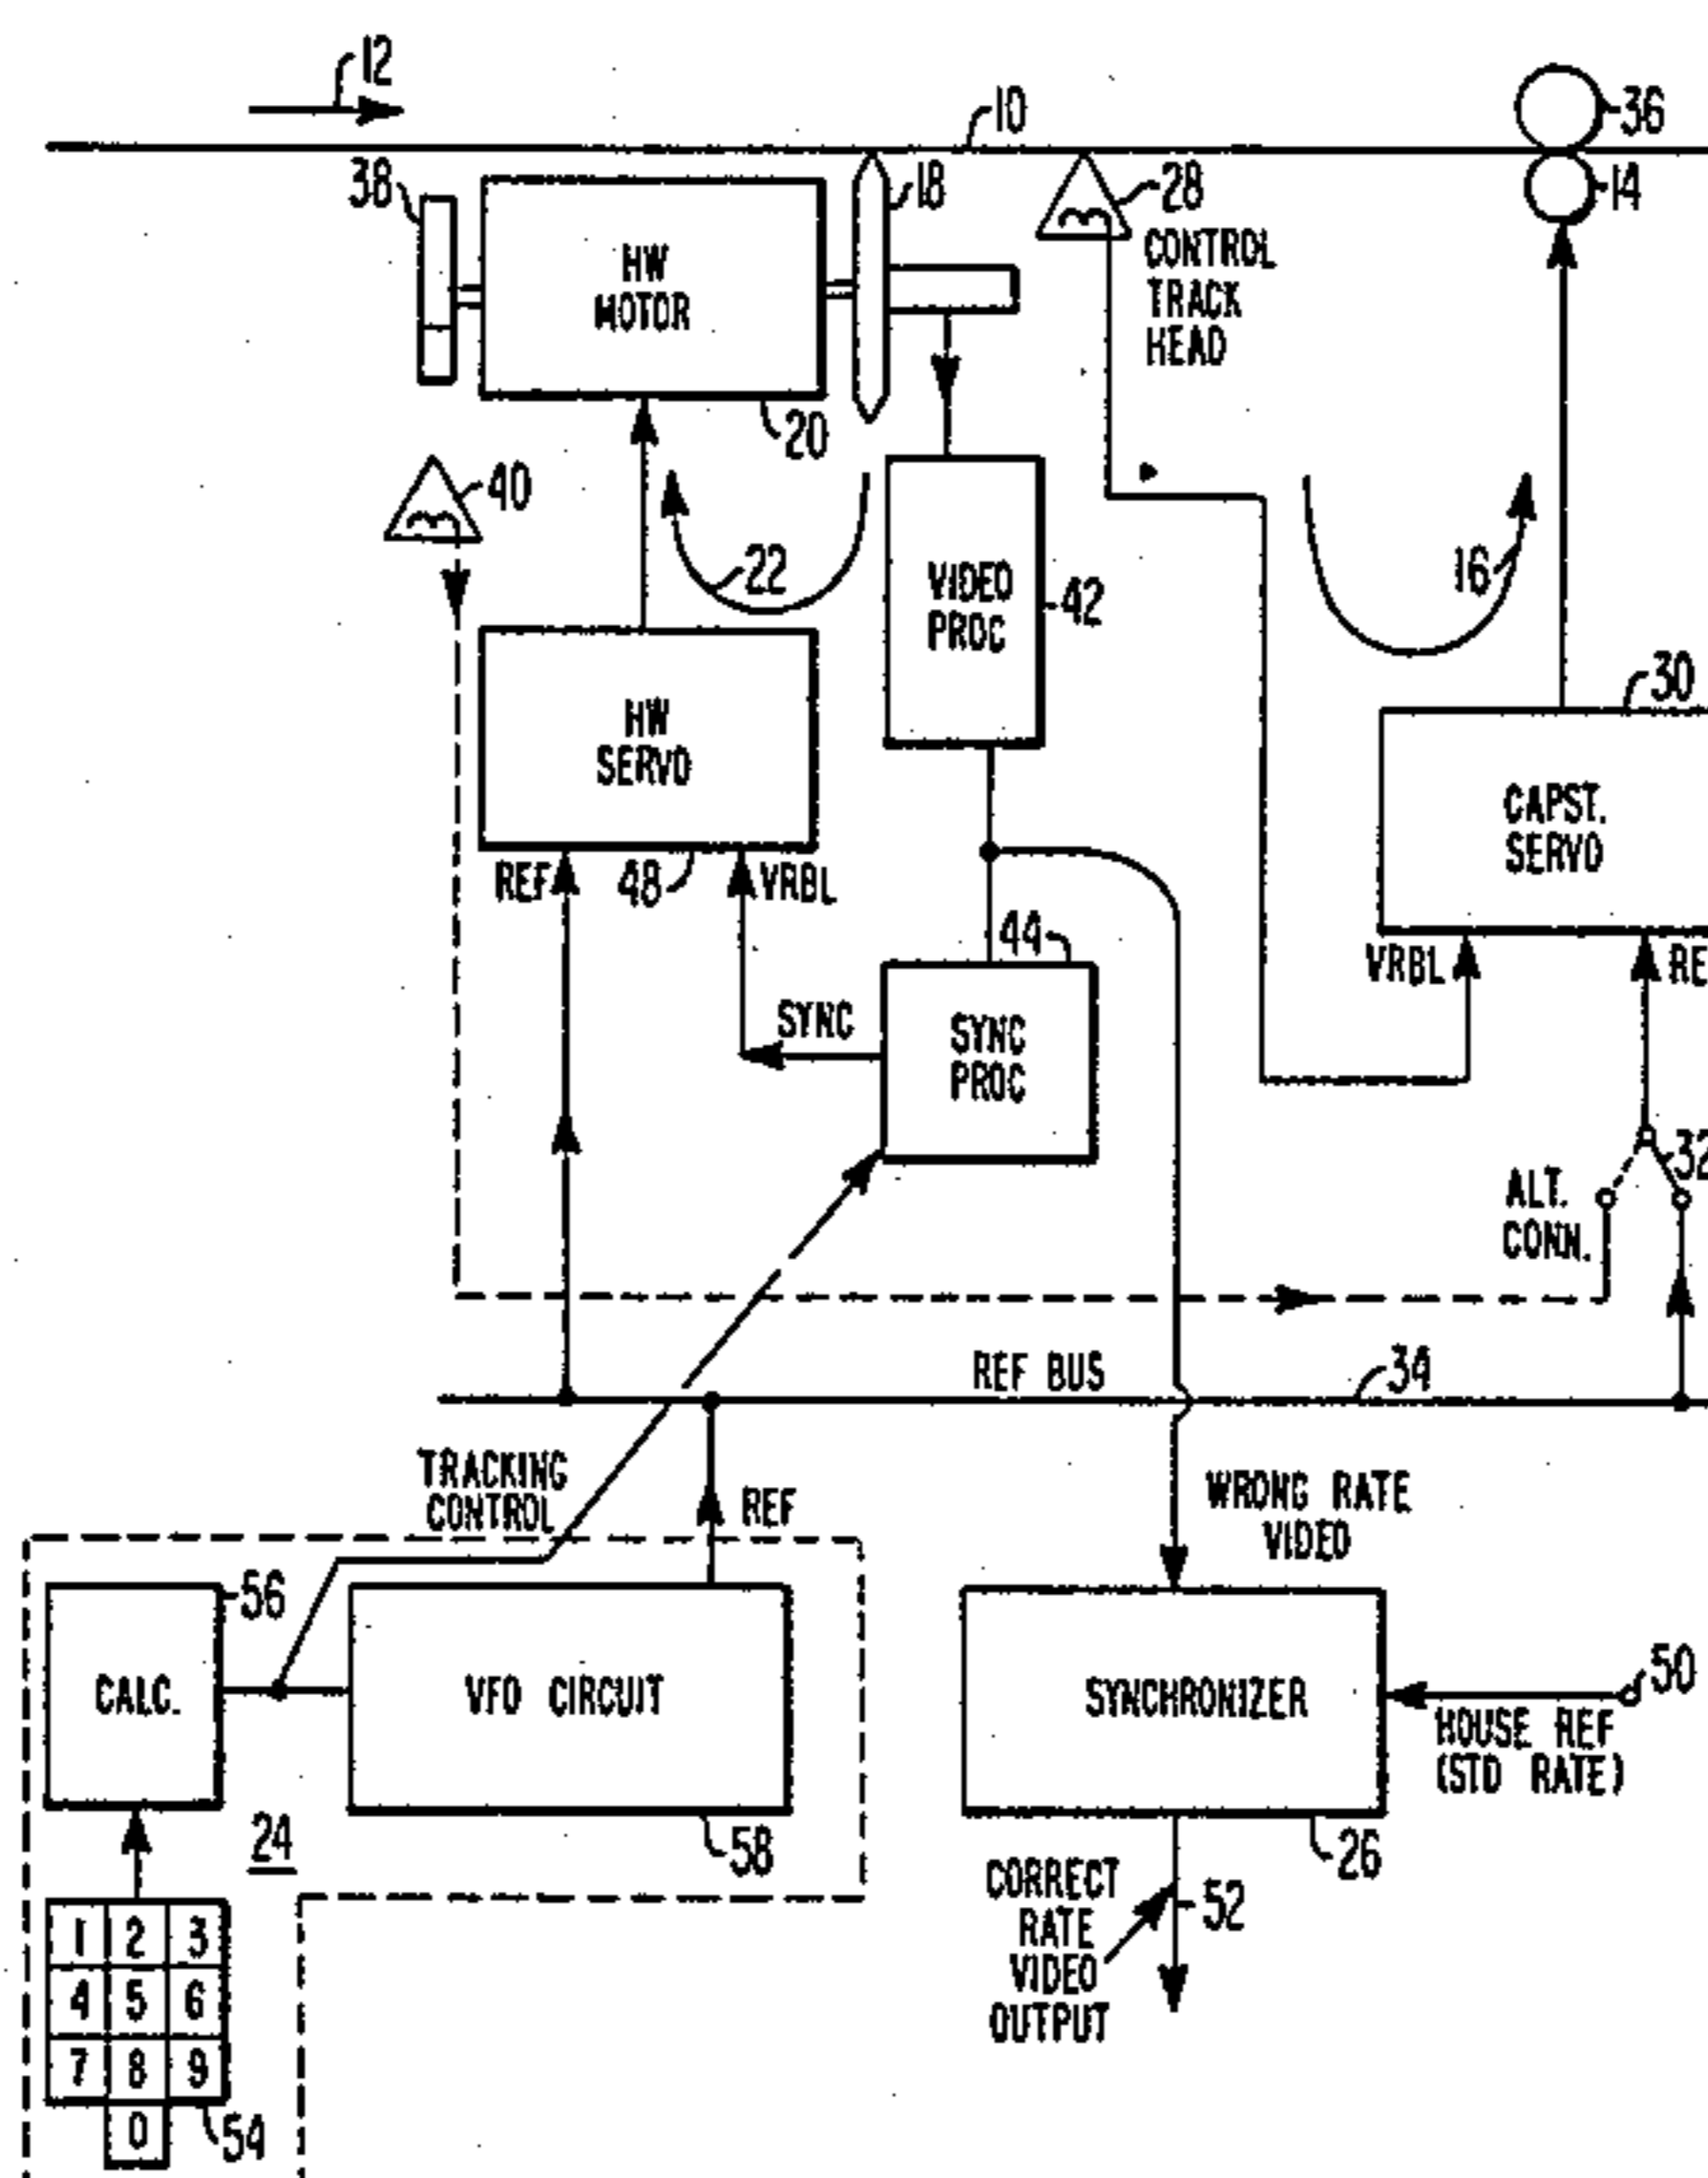 12
10
36
38
18
28
14
HW
MOTOR
CONTROL
TRACK
HEAD
20
40
22
VIDEO
PROC
42
16
30
HW
SERVO
CAPST.
SERVO
REF
48
VRBL
44
VRBL
RE
SYNC
SYNC
PROC
32
ALT.
CONN.
REF BUS
34
TRACKING
CONTROL
REF
WRONG RATE
VIDEO
56
CALC.
VFO CIRCUIT
SYNCHRONIZER
50
HOUSE REF
(STD RATE)
24
58
26
CORRECT
RATE
VIDEO
OUTPUT
52
1 2 3
4 5 6
7 8 9
0
54